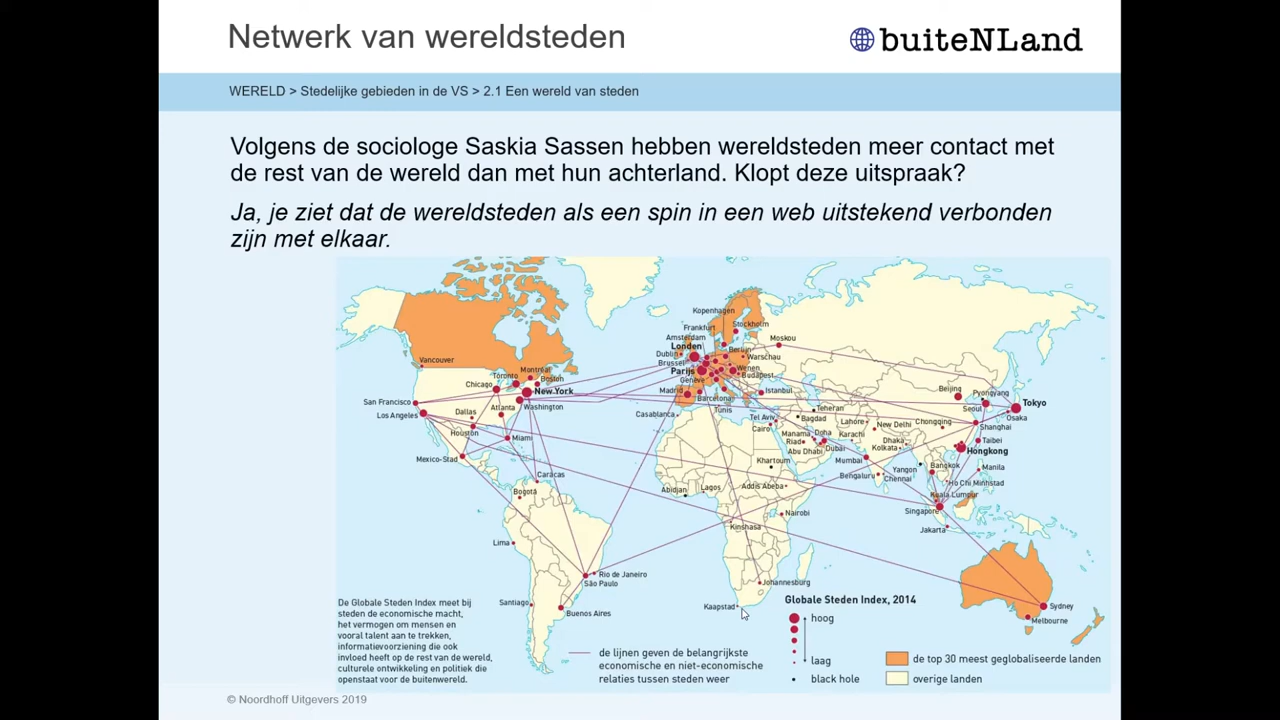 Netwerk van wereldsteden
buiteNLand
WERELD > Stedelijke gebieden in de VS > 2.1 Een wereld van steden
Volgens de sociologe Saskia Sassen hebben wereldsteden meer contact met
de rest van de wereld dan met hun achterland. Klopt deze uitspraak?
Ja, je ziet dat de wereldsteden als een spin in een web uitstekend verbonden
zijn met elkaar.
Kopenhagen
Stockholm
Frankfurt
Amsterdam
Moskou
Londen
Dublin
Berlijn
Warschau
Brussel
Parijs
Wenen
Budapest
Genève
Madrid
Barcelona
Istanbul
Casablanca
Tunis
Vancouver
Montréal
Toronto
Boston
Chicago
New York
San Francisco
Washington
Los Angeles
Dallas
Atlanta
Houston
Miami
Mexico-Stad
Caracas
Bogotá
Lima
Rio de Janeiro
São Paulo
Santiago
Buenos Aires
Tel Aviv
Teheran
Bagdad
Cairo
Manama
Doha
Riad
Dubai
Abu Dhabi
Lahore
Karachi
New Delhi
Dhaka
Kolkata
Mumbai
Bengaluru
Chennai
Yangon
Chongqing
Beijing
Pyongyang
Seoul
Tokyo
Osaka
Shanghai
Taibei
Hongkong
Bangkok
Manila
Ho Chi Minhstad
Kuala Lumpur
Singapore
Jakarta
Khartoum
Abidjan
Lagos
Addis Abeba
Nairobi
Kinshasa
Johannesburg
Kaapstad
Sydney
Melbourne
De Globale Steden Index meet bij
steden de economische macht,
het vermogen om mensen en
vooral talent aan te trekken,
informatievoorziening die ook
invloed heeft op de rest van de wereld,
culturele ontwikkeling en politiek die
openstaat voor de buitenwereld.
de lijnen geven de belangrijkste
economische en niet-economische
relaties tussen steden weer
Globale Steden Index, 2014
hoog
laag
black hole
de top 30 meest geglobaliseerde landen
overige landen
© Noordhoff Uitgevers 2019